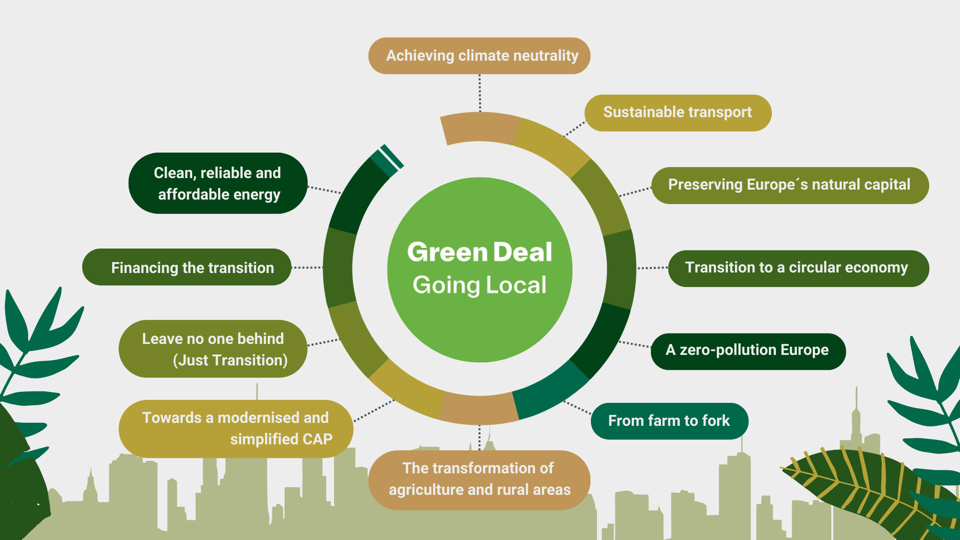 Achieving climate neutrality
Sustainable transport
Preserving Europe´s natural capital
Transition to a circular economy
A zero-pollution Europe
From farm to fork
The transformation of
agriculture and rural areas
Towards a modernised and
simplified CAP
Leave no one behind
(Just Transition)
Financing the transition
Clean, reliable and
affordable energy
Green Deal
Going Local